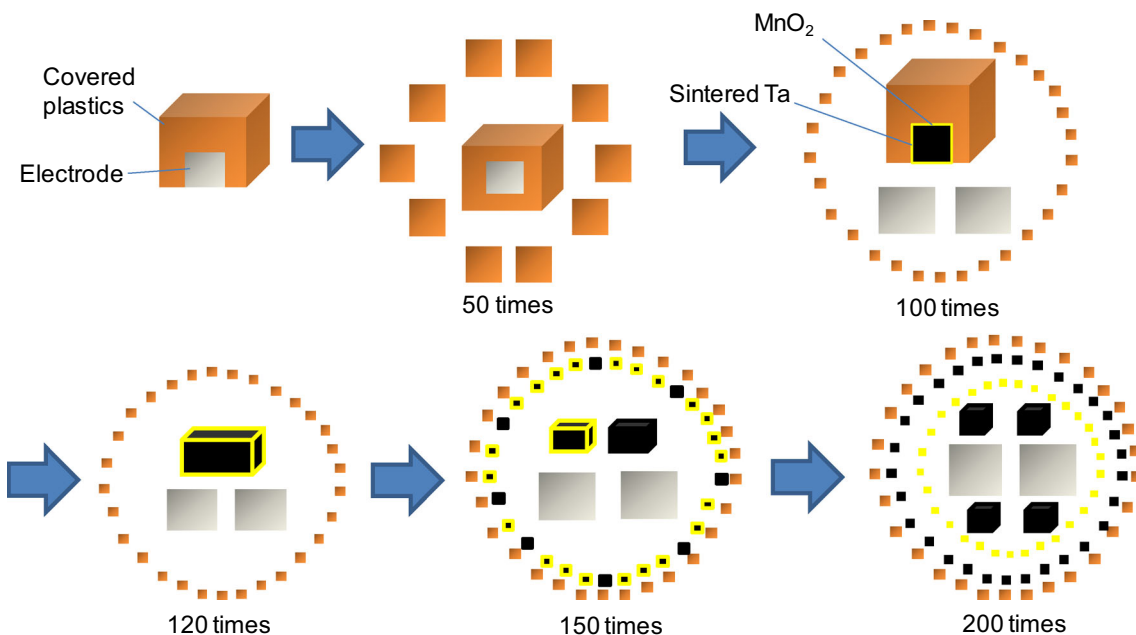 MnO₂
Covered
plastics
Sintered Ta
Electrode
50 times
100 times
120 times
150 times
200 times